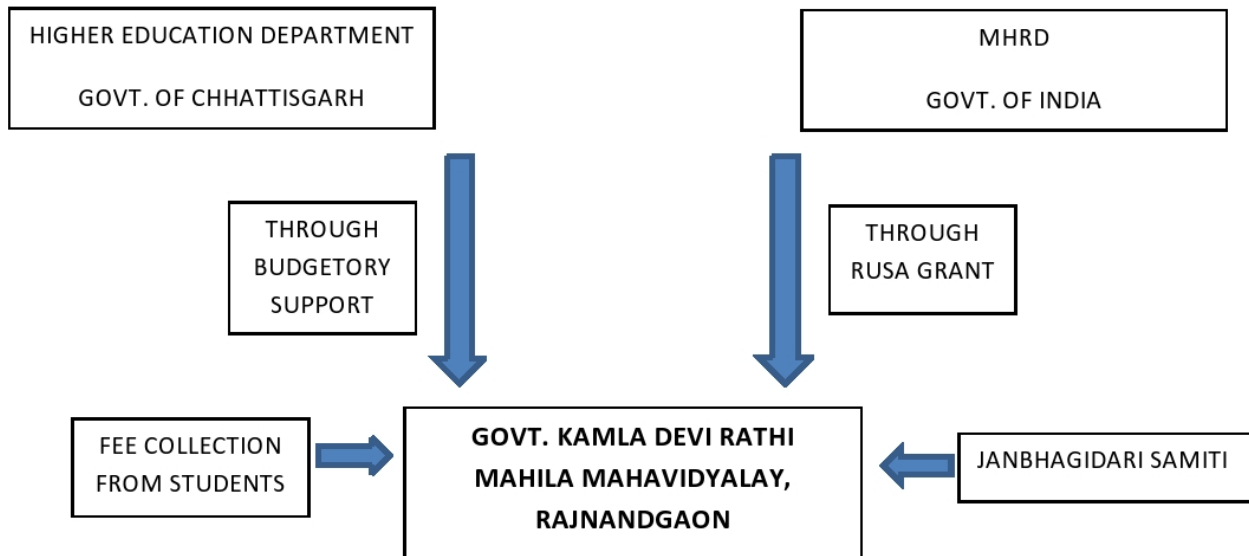 HIGHER EDUCATION DEPARTMENT
GOVT. OF CHHATTISGARH
MHRD
GOVT. OF INDIA
THROUGH
BUDGETORY
SUPPORT
THROUGH
RUSA GRANT
FEE COLLECTION
FROM STUDENTS
GOVT. KAMLA DEVI RATHI
MAHILA MAHAVIDYALAY,
RAJNANDGAON
JANBHAGIDARI SAMITI